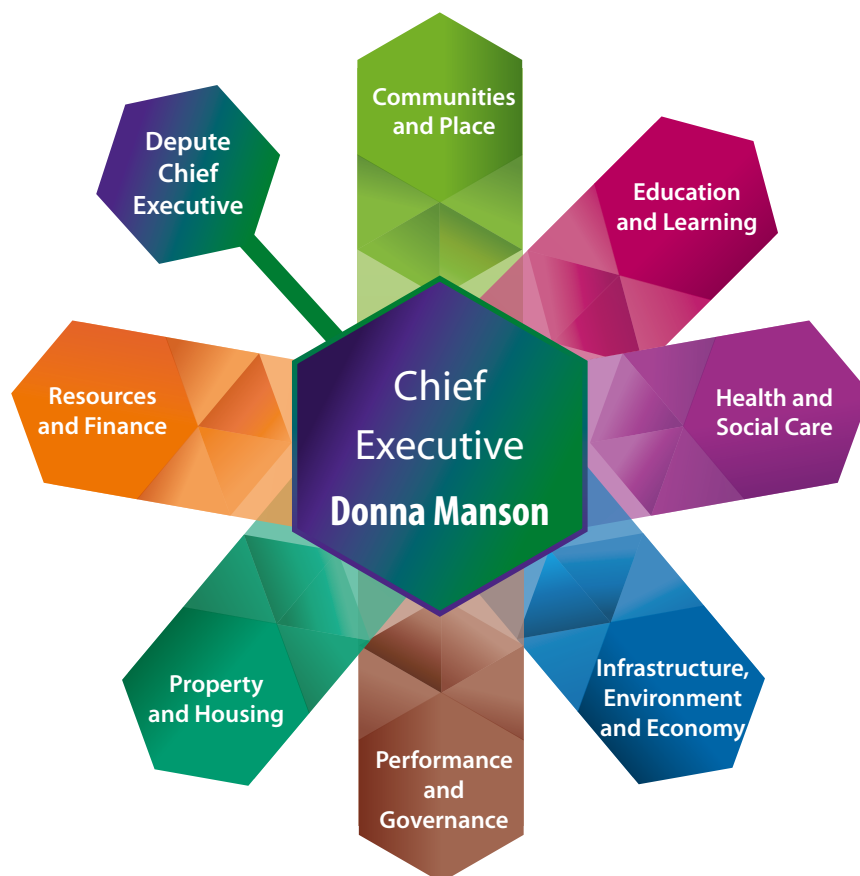 Communities
and Place
Depute
Chief
Executive
Education
and Learning
Resources
and Finance
Chief
Executive
Donna Manson
Health and
Social Care
Property
and Housing
Infrastructure,
Environment
and Economy
Performance
and
Governance